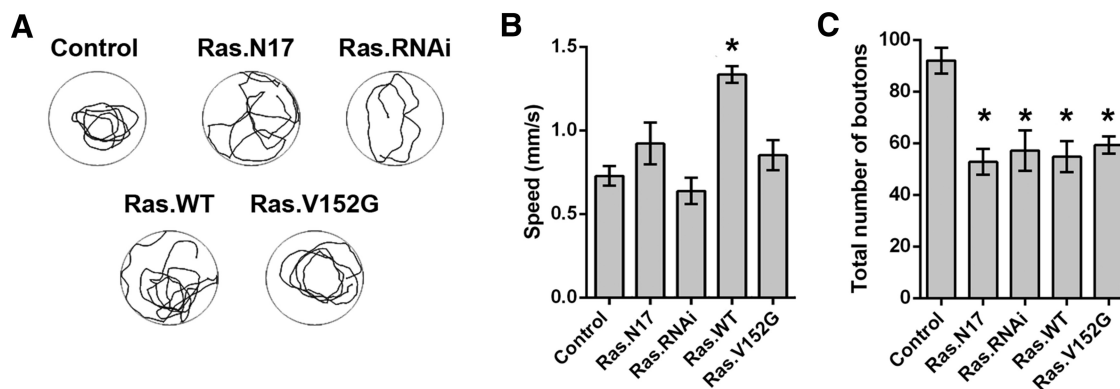 A
Control Ras.N17 Ras.RNAi
Ras.WT Ras.V152G
B
Speed (mm/s)
1.5
1.0
0.5
0.0
*
Control
Ras.N17
Ras.RNAi
Ras.WT
Ras.V152G
C
Total number of boutons
100
80
60
40
20
0
* * * *
Control
Ras.N17
Ras.RNAi
Ras.WT
Ras.V152G